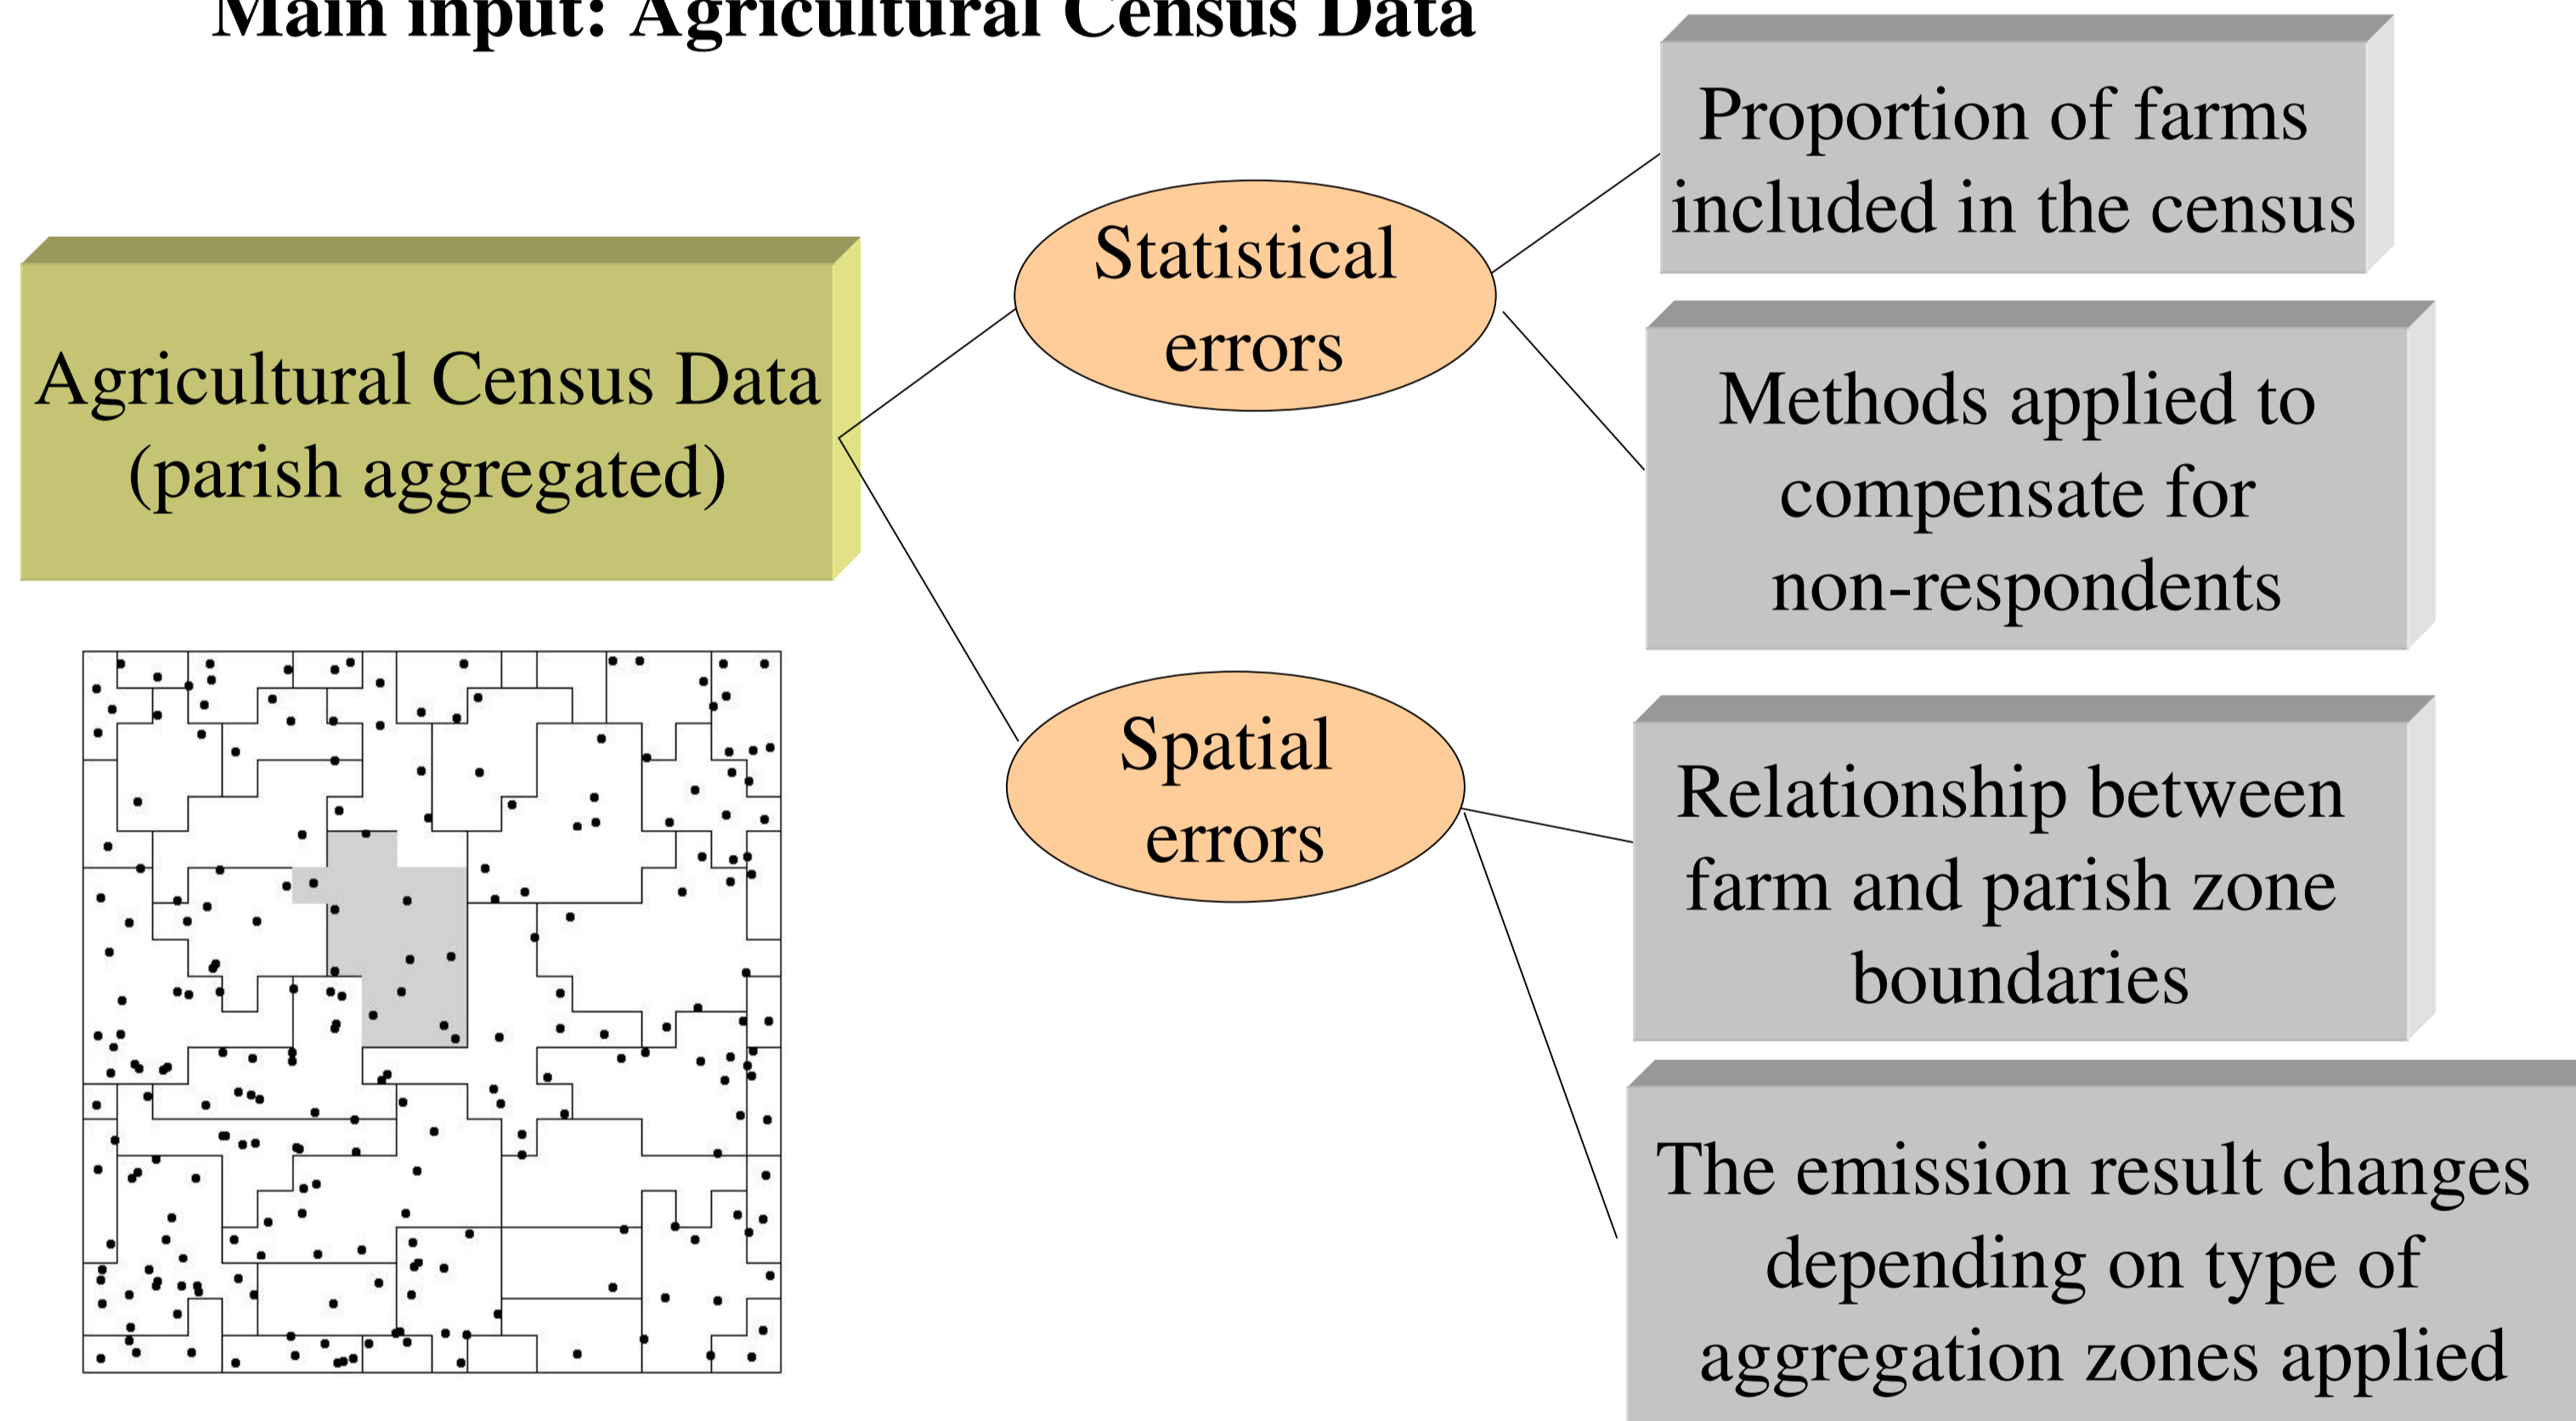 Main input: Agricultural Census Data
Agricultural Census Data
(parish aggregated)
Statistical
errors
Spatial
errors
Proportion of farms
included in the census
Methods applied to
compensate for
non-respondents
Relationship between
farm and parish zone
boundaries
The emission result changes
depending on type of
aggregation zones applied